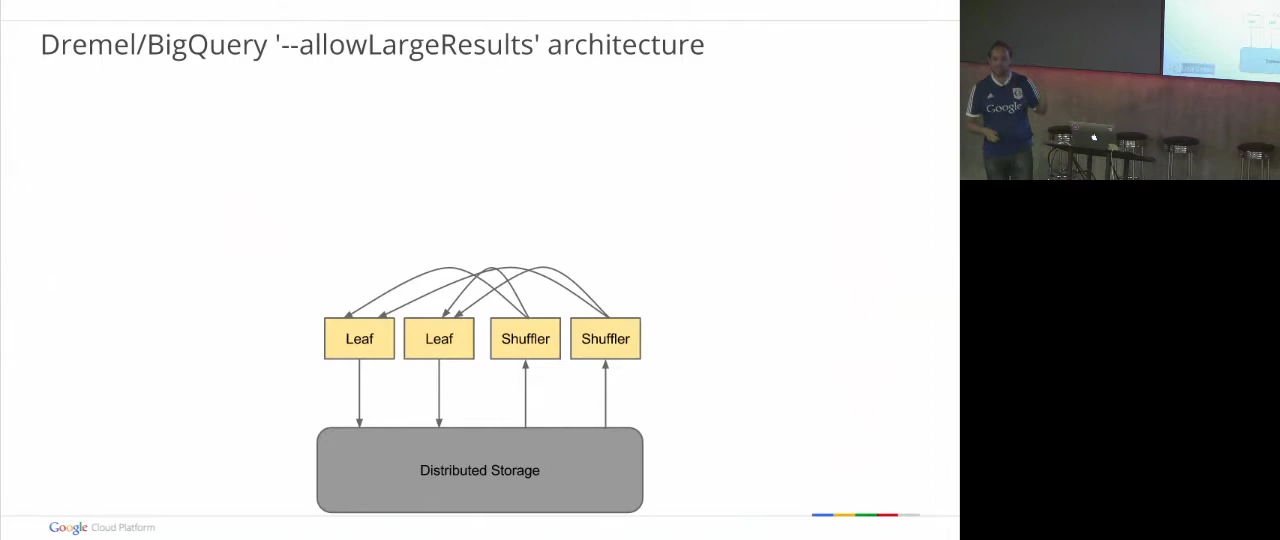 Dremel/BigQuery '--allowLargeResults' architecture
Leaf
Leaf
Shuffler
Shuffler
Distributed Storage
Google Cloud Platform
Google